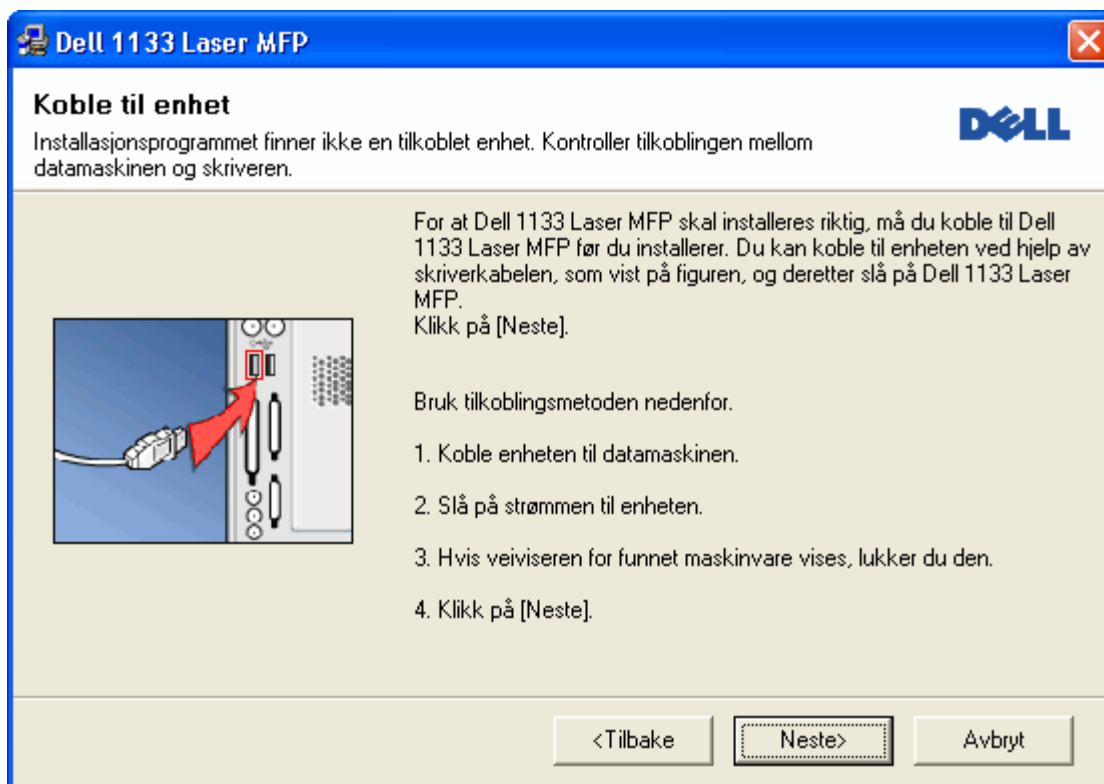 Dell 1133 Laser MFP
Koble til enhet
Installasjonsprogrammet finner ikke en tilkoblet enhet. Kontroller tilkoblingen mellom
datamaskinen og skriveren.
DELL
For at Dell 1133 Laser MFP skal installeres riktig, må du koble til Dell
1133 Laser MFP før du installerer. Du kan koble til enheten ved hjelp av
skriverkabelen, som vist på figuren, og deretter slå på Dell 1133 Laser
MFP.
Klikk på [Neste].
Bruk tilkoblingsmetoden nedenfor.
1. Koble enheten til datamaskinen.
2. Slå på strømmen til enheten.
3. Hvis veiviseren for funnet maskinvare vises, lukker du den.
4. Klikk på [Neste].
<Tilbake
Neste>
Avbryt